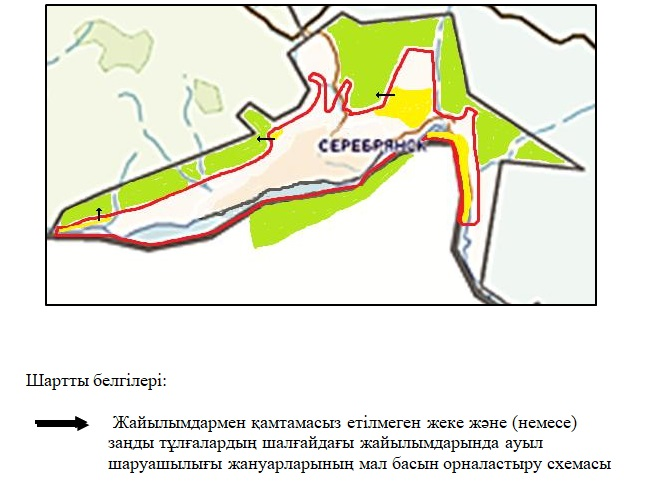 СЕРЕБРЯНСК
Шартты белгілері:
Жайылымдармен қамтамасыз етілмеген жеке және (немесе)
заңды тұлғалардың шалғайдағы жайылымдарында ауыл
шаруашылығы жануарларының мал басын орналастыру схемасы